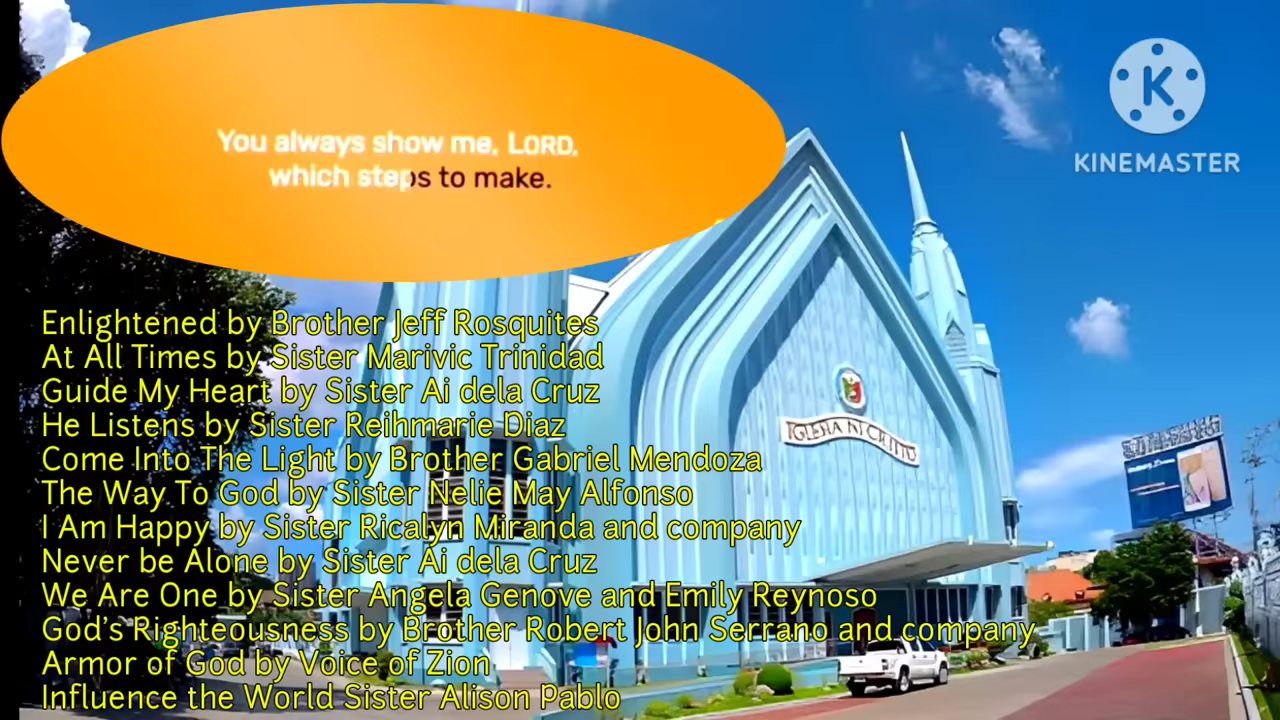 You always show me, LORD,
which steps to make.
KINEMASTER
Enlightened by Brother Jeff Rosquites
At All Times by Sister Marivic Trinidad
Guide My Heart by Sister Ai dela Cruz
He Listens by Sister Reihmarie Diaz
IGLESIA NI CRISTO
Come Into The Light by Brother Gabriel Mendoza
The Way To God by Sister Nelie May Alfonso
I Am Happy by Sister Ricalyn Miranda and company
Never be Alone by Sister Ai dela Cruz
We Are One by Sister Angela Genove and Emily Reynoso
God's Righteousness by Brother Robert John Serrano and company
Armor of God by Voice of Zion
Influence the World Sister Alison Pablo